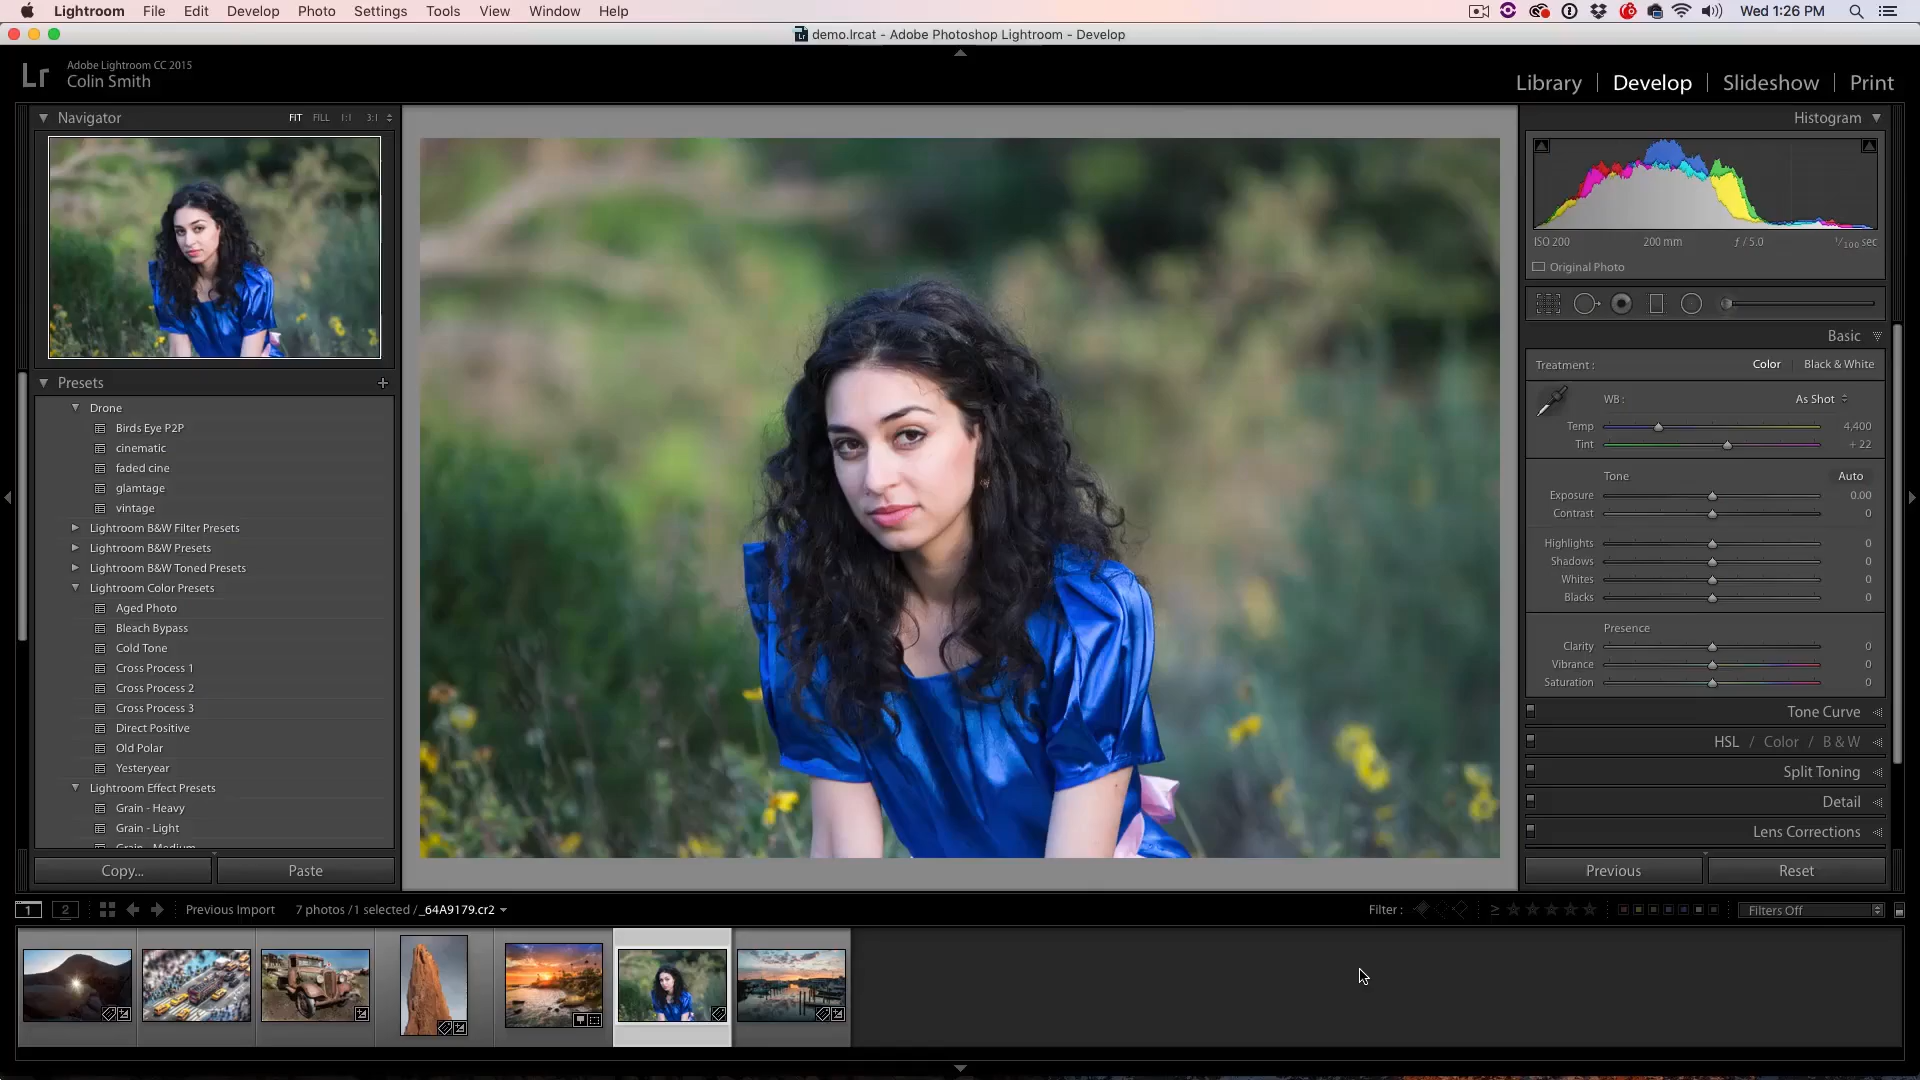 Lightroom File Edit Develop Photo Settings Tools View Window Help Wed 1:26 PM
demo.lrcat - Adobe Photoshop Lightroom - Develop
Lr Adobe Lightroom CC 2015
Colin Smith
Library | Develop | Slideshow | Print
Navigator FIT FILL 1:1 3:1
Presets +
Drone
Birds Eye P2P
cinematic
faded cine
glamtage
vintage
Lightroom B&W Filter Presets
Lightroom B&W Presets
Lightroom B&W Toned Presets
Lightroom Color Presets
Aged Photo
Bleach Bypass
Cold Tone
Cross Process 1
Cross Process 2
Cross Process 3
Direct Positive
Old Polar
Yesteryear
Lightroom Effect Presets
Grain - Heavy
Grain - Light
Grain - Medium
Copy... Paste
Histogram
ISO 200 200 mm ƒ / 5.0 1/100 sec
Original Photo
Basic
Treatment : Color | Black & White
WB : As Shot
Temp 4,400
Tint + 22
Tone Auto
Exposure 0.00
Contrast 0
Highlights 0
Shadows 0
Whites 0
Blacks 0
Presence
Clarity 0
Vibrance 0
Saturation 0
Tone Curve
HSL / Color / B & W
Split Toning
Detail
Lens Corrections
Previous Reset
1 2 Previous Import 7 photos / 1 selected / _64A9179.cr2 Filter : ≥ Filters Off